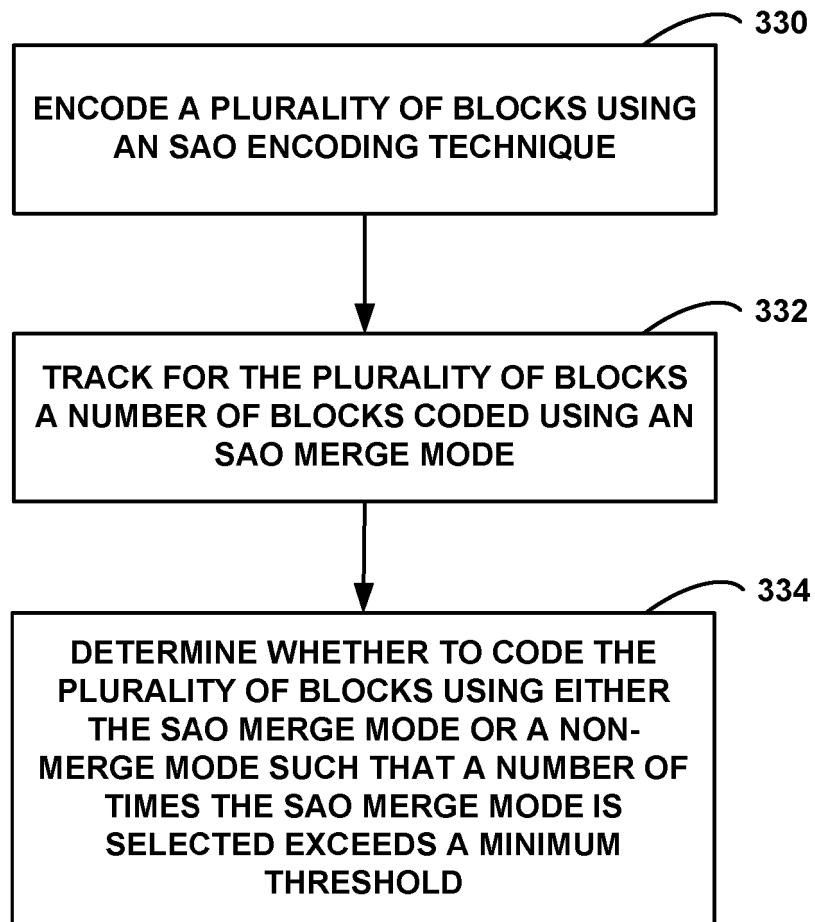 330
ENCODE A PLURALITY OF BLOCKS USING
AN SAO ENCODING TECHNIQUE
332
TRACK FOR THE PLURALITY OF BLOCKS
A NUMBER OF BLOCKS CODED USING AN
SAO MERGE MODE
334
DETERMINE WHETHER TO CODE THE
PLURALITY OF BLOCKS USING EITHER
THE SAO MERGE MODE OR A NON-
MERGE MODE SUCH THAT A NUMBER OF
TIMES THE SAO MERGE MODE IS
SELECTED EXCEEDS A MINIMUM
THRESHOLD